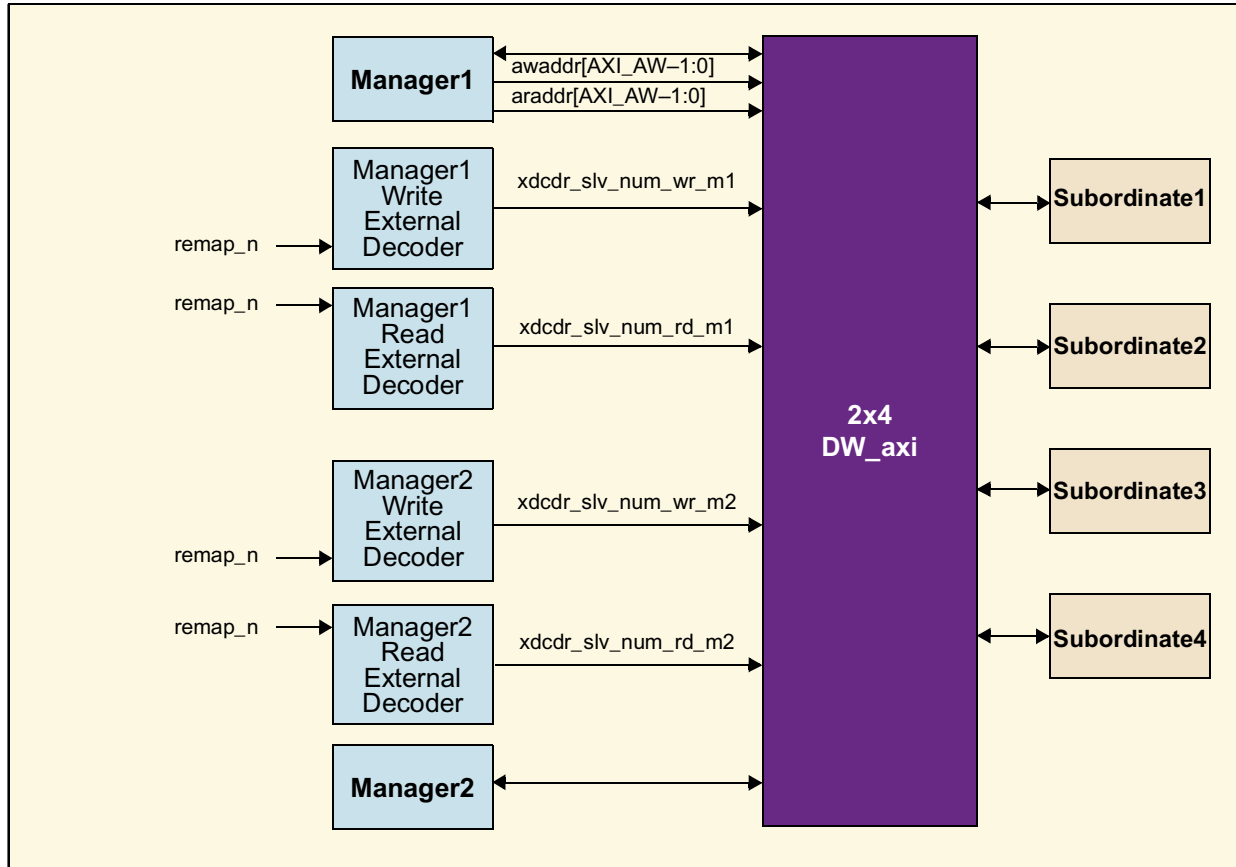 Manager1
awaddr[AXI_AW–1:0]
araddr[AXI_AW–1:0]
Manager1
Write
External
Decoder
xdcdr_slv_num_wr_m1
remap_n
Subordinate1
remap_n
Manager1
Read
External
Decoder
xdcdr_slv_num_rd_m1
Subordinate2
2x4
DW_axi
Manager2
Write
External
Decoder
xdcdr_slv_num_wr_m2
remap_n
Subordinate3
remap_n
Manager2
Read
External
Decoder
xdcdr_slv_num_rd_m2
Subordinate4
Manager2